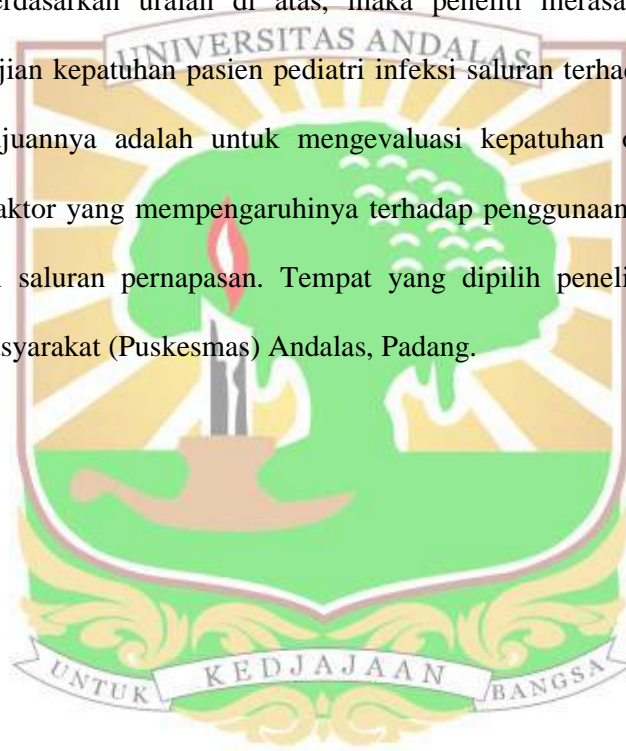 erdasarkan uraian di atas, maka peneliti merasa
UNIVERSITAS ANDALAS
jian kepatuhan pasien pediatri infeksi saluran terhad
juannya adalah untuk mengevaluasi kepatuhan o
aktor yang mempengaruhinya terhadap penggunaan
saluran pernapasan. Tempat yang dipilih peneli
syarakat (Puskesmas) Andalas, Padang.
UNTUK KEDJAJAAN BANGSA